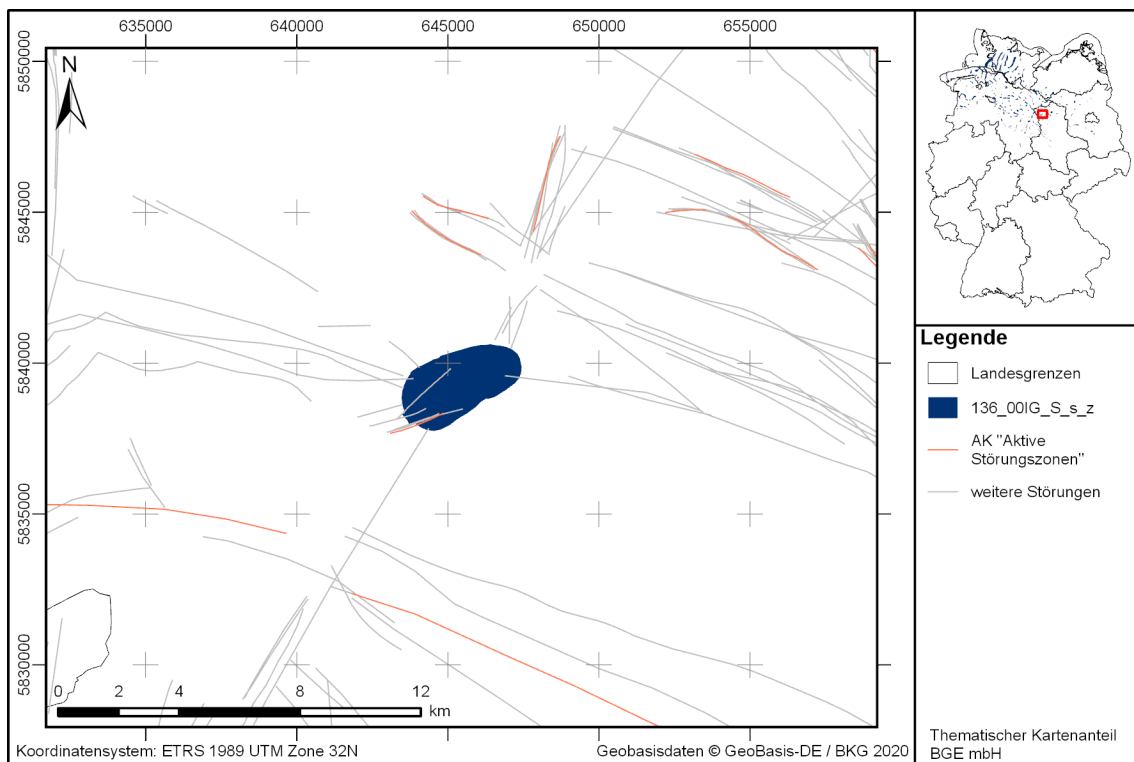 635000 640000 645000 650000 655000
5850000
5845000
5840000
5835000
5830000
N
0 2 4 8 12
km
Koordinatensystem: ETRS 1989 UTM Zone 32N
Geobasisdaten © GeoBasis-DE / BKG 2020
Legende
Landesgrenzen
136_00IG_S_s_z
AK "Aktive
Störungszonen"
weitere Störungen
Thematischer Kartenanteil
BGE mbH